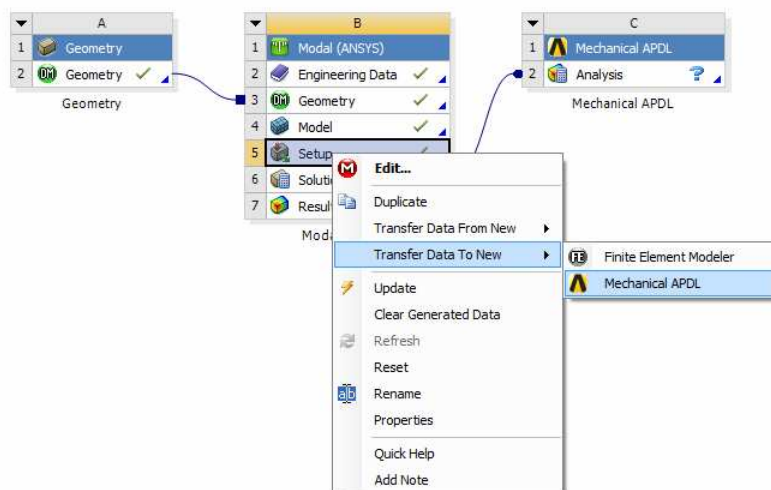 A
1 Geometry
2 Geometry
Geometry
B
1 Modal (ANSYS)
2 Engineering Data
3 Geometry
4 Model
5 Setup
6 Soluti
7 Resul
Moda
C
1 Mechanical APDL
2 Analysis ?
Mechanical APDL
Edit...
Duplicate
Transfer Data From New
Transfer Data To New
Update
Clear Generated Data
Refresh
Reset
Rename
Properties
Quick Help
Add Note
Finite Element Modeler
Mechanical APDL